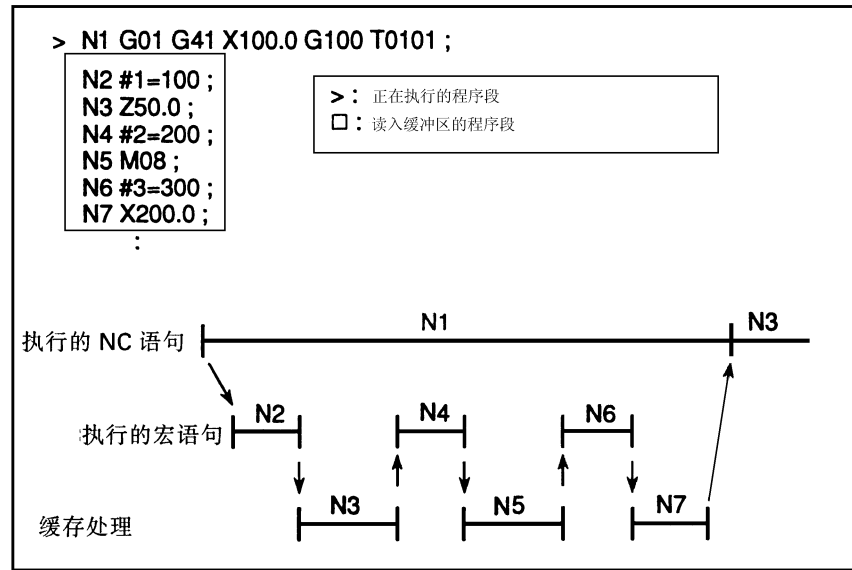 > N1 G01 G41 X100.0 G100 T0101 ;
N2 #1=100 ;
N3 Z50.0 ;
N4 #2=200 ;
N5 M08 ;
N6 #3=300 ;
N7 X200.0 ;
:
> : 正在执行的程序段
□ : 读入缓冲区的程序段
N1 N3
执行的 NC 语句
N2 N4 N6
执行的宏语句
N3 N5 N7
缓存处理